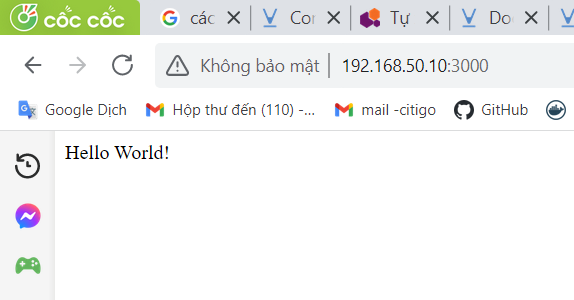 cốc cốc các Cor Tự Do
Không bảo mật 192.168.50.10:3000
Google Dịch Hộp thư đến (110) -... mail -citigo GitHub
Hello World!